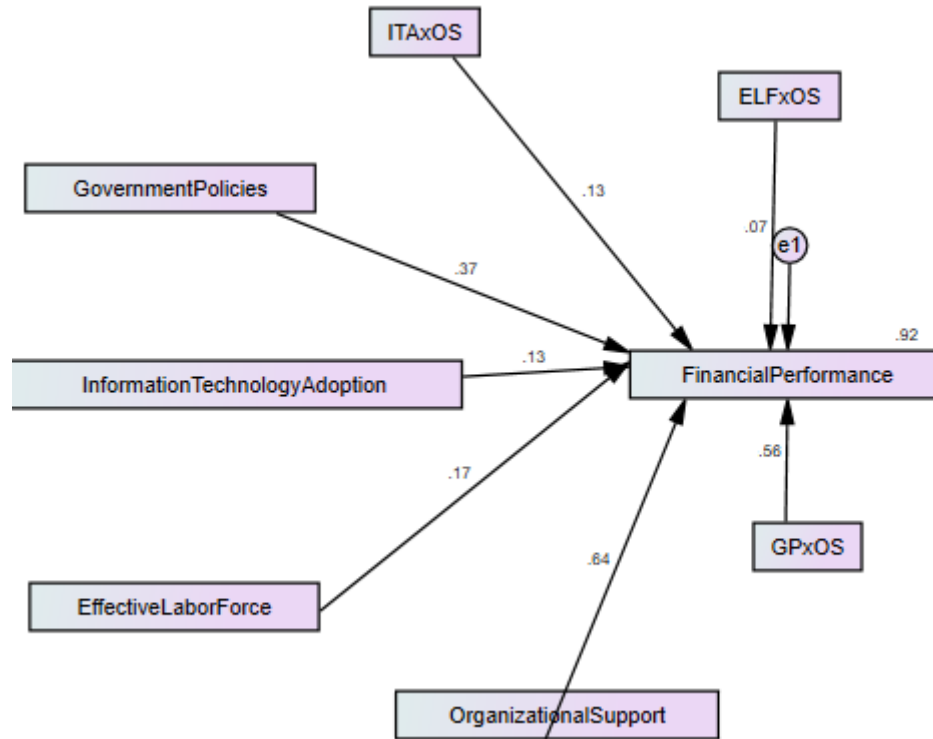 ITAxOS
ELFxOS
GovernmentPolicies
.13
.07
e1
.37
.92
.13
InformationTechnologyAdoption
FinancialPerformance
.17
.56
GPxOS
.64
EffectiveLaborForce
OrganizationalSupport